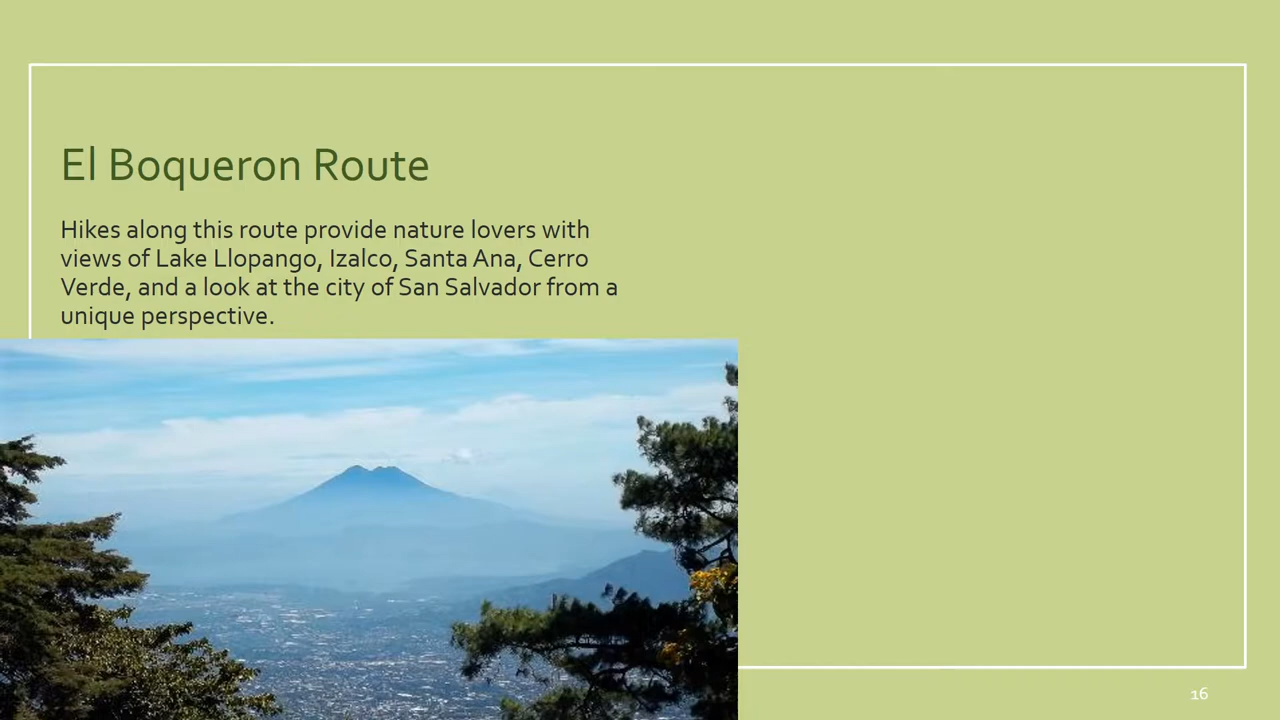 El Boqueron Route
Hikes along this route provide nature lovers with
views of Lake Llopango, Izalco, Santa Ana, Cerro
Verde, and a look at the city of San Salvador from a
unique perspective.
16